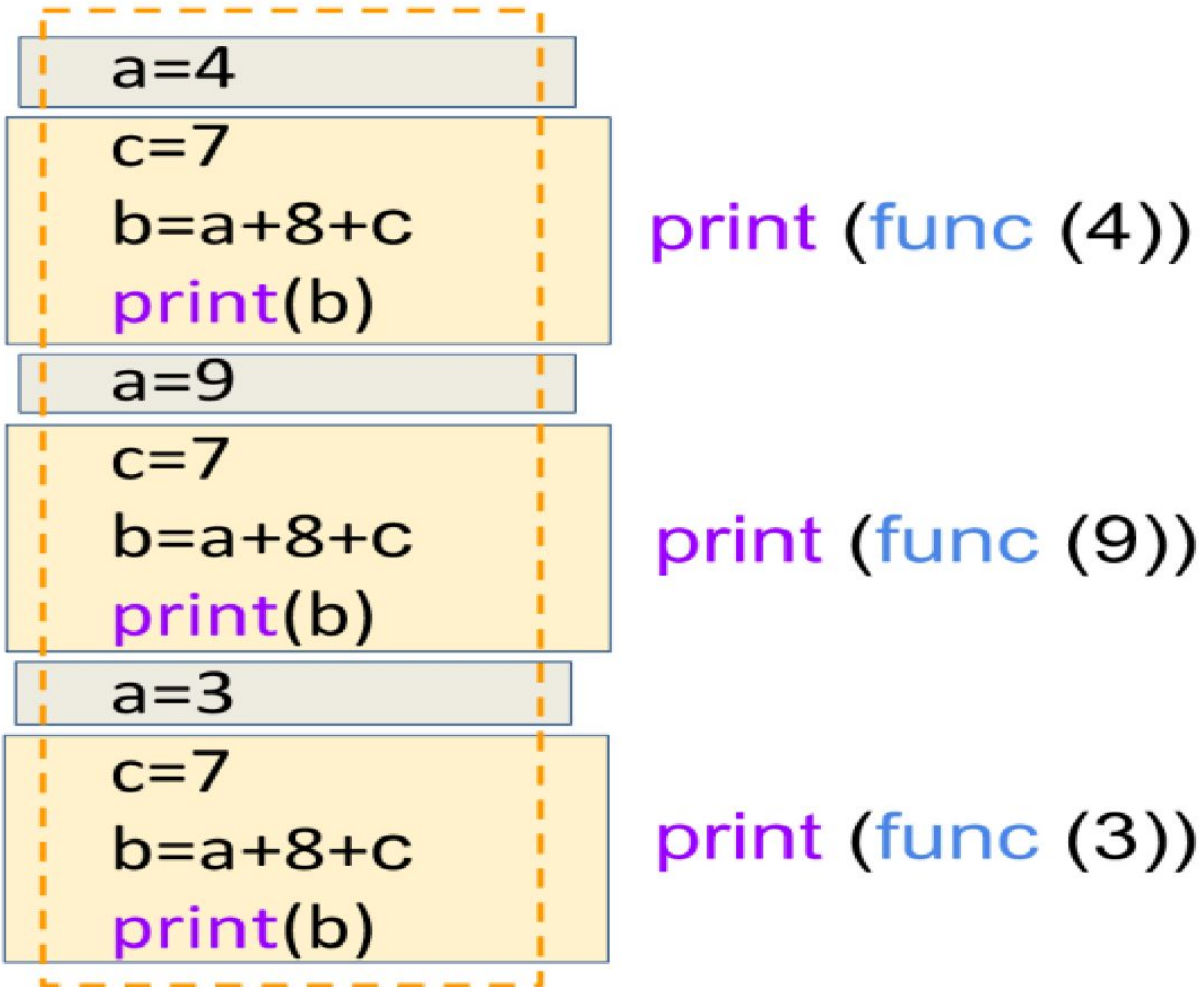 a=4
c=7
b=a+8+c
print(b)
print (func (4))
a=9
c=7
b=a+8+c
print(b)
print (func (9))
a=3
c=7
b=a+8+c
print(b)
print (func (3))